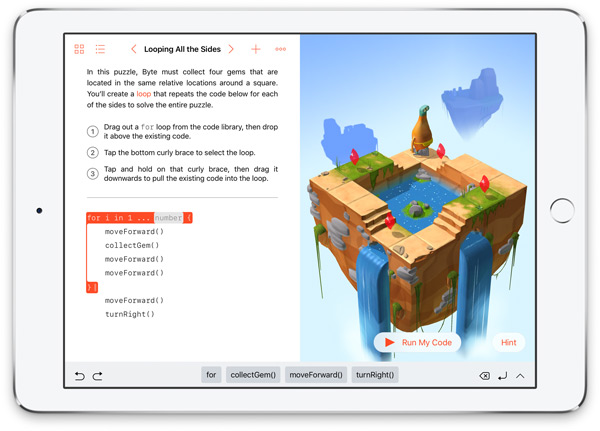 Looping All the Sides
In this puzzle, Byte must collect four gems that are
located in the same relative locations around a square.
You'll create a loop that repeats the code below for each
of the sides to solve the entire puzzle.
1 Drag out a for loop from the code library, then drop
it above the existing code.
2 Tap the bottom curly brace to select the loop.
3 Tap and hold on that curly brace, then drag it
downwards to pull the existing code into the loop.
for i in 1 ... number {
moveForward()
collectGem()
moveForward()
moveForward()
}
moveForward()
turnRight()
Run My Code
Hint
for collectGem() moveForward() turnRight()